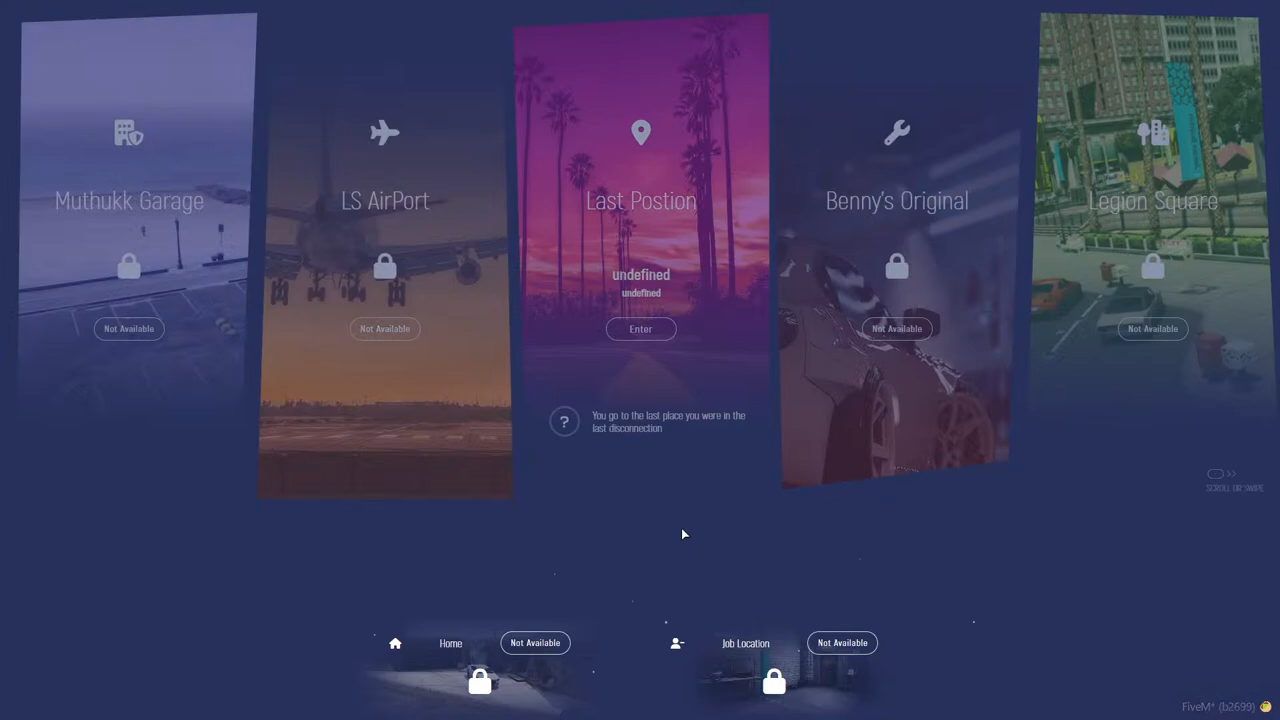 Muthukk Garage
Not Available
LS AirPort
Not Available
Last Postion
undefined
undefined
Enter
You go to the last place you were in the
last disconnection
?
Benny's Original
Not Available
Legion Square
Not Available
SCROLL OR SWIPE
Home
Not Available
Job Location
Not Available
FiveM* (b2699)